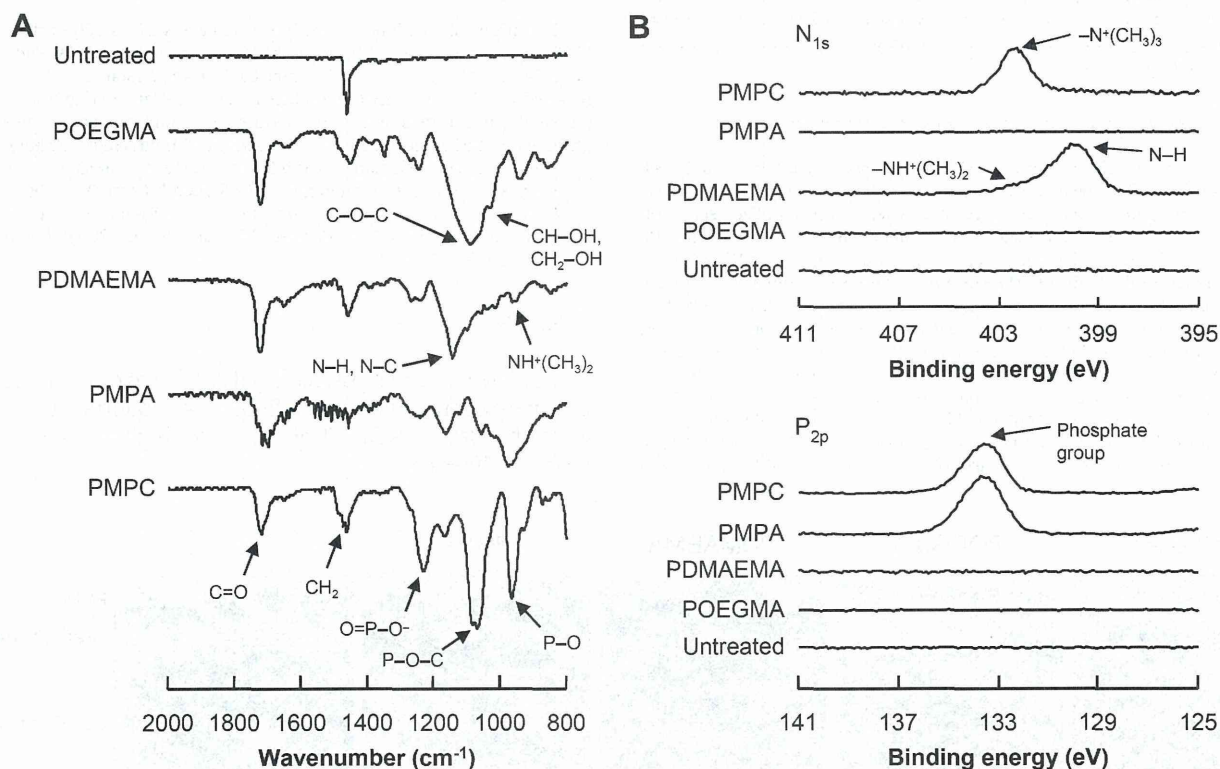 A
Untreated
POEGMA
C–O–C
CH–OH,
CH₂–OH
PDMAEMA
N–H, N–C
NH⁺(CH₃)₂
PMPA
PMPC
C=O
CH₂
O=P–O⁻
P–O–C
P–O
2000 1600 1400 1200 1000 800
Wavenumber (cm⁻¹)
B
N₁ₛ
–N⁺(CH₃)₃
PMPC
PMPA
N–H
–NH⁺(CH₃)₂
PDMAEMA
POEGMA
Untreated
411 407 403 399 395
Binding energy (eV)
P₂ₚ
Phosphate
group
PMPC
PMPA
PDMAEMA
POEGMA
Untreated
141 137 133 129 125
Binding energy (eV)